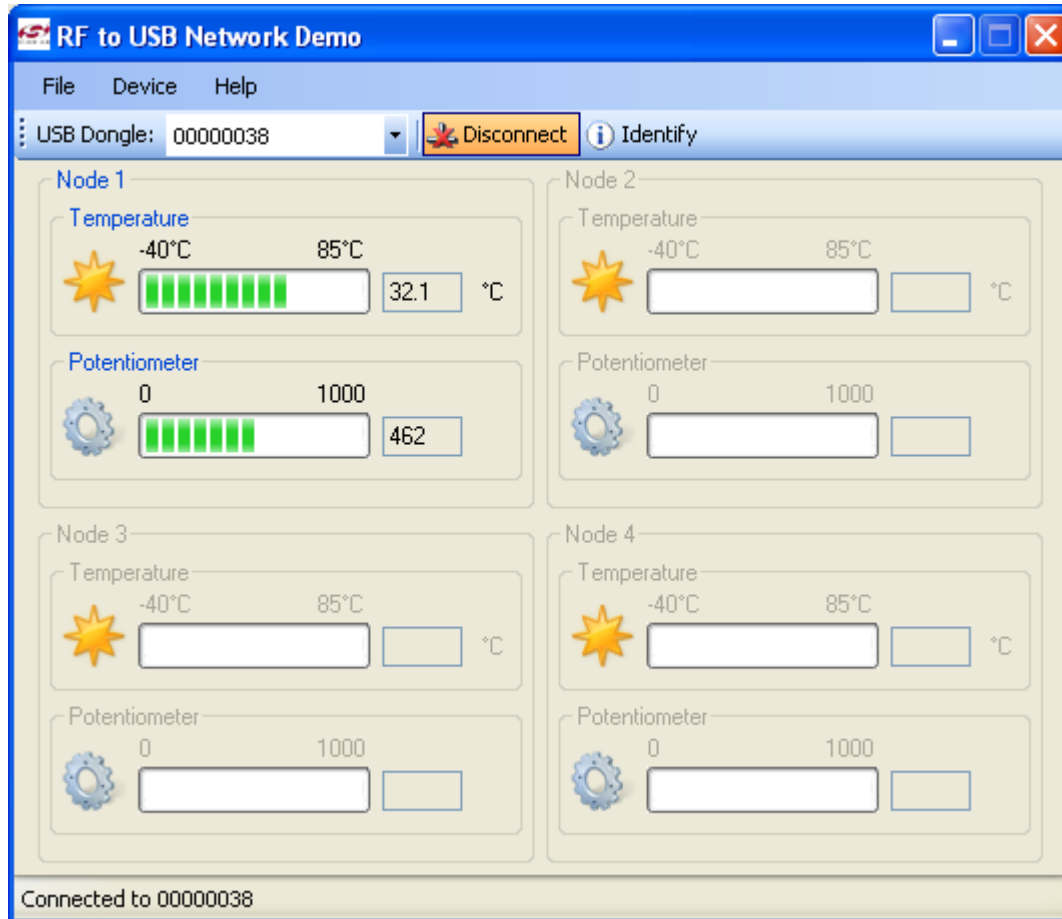 RF to USB Network Demo
File Device Help
USB Dongle: 00000038 Disconnect Identify
Node 1
Temperature
-40°C 85°C
32.1 °C
Potentiometer
0 1000
462
Node 2
Temperature
-40°C 85°C
°C
Potentiometer
0 1000
Node 3
Temperature
-40°C 85°C
°C
Potentiometer
0 1000
Node 4
Temperature
-40°C 85°C
°C
Potentiometer
0 1000
Connected to 00000038